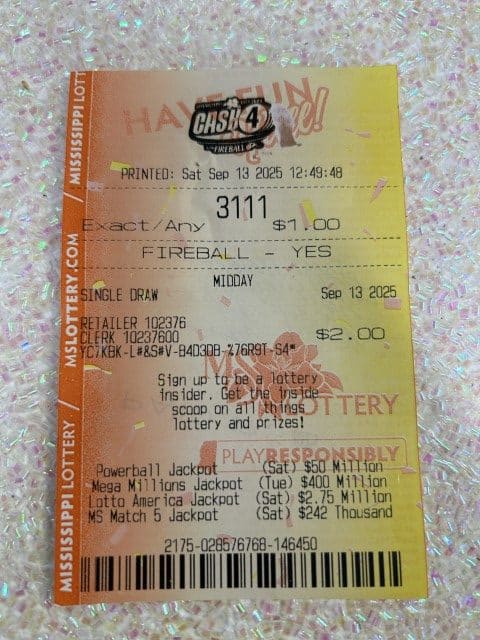 HAVE FUN
CASH 4
FIREBALL
PRINTED: Sat Sep 13 2025 12:49:48
3111
Exact/Any $1.00
FIREBALL - YES
MIDDAY
SINGLE DRAW Sep 13 2025
RETAILER 102376
CLERK 10237600 $2.00
YC7KBK-L#&S#V-B4D3DB-%76R9T-S4*
Sign up to be a lottery
insider. Get the inside
scoop on all things
lottery and prizes!
LOTTERY
PLAYRESPONSIBLY
Powerball Jackpot (Sat) $50 Million
Mega Millions Jackpot (Tue) $400 Million
Lotto America Jackpot (Sat) $2.75 Million
MS Match 5 Jackpot (Sat) $242 Thousand
2175-028576768-146450
MISSISSIPPI LOTTERY / MSLOTTERY.COM / MISSISSIPPI LOTT